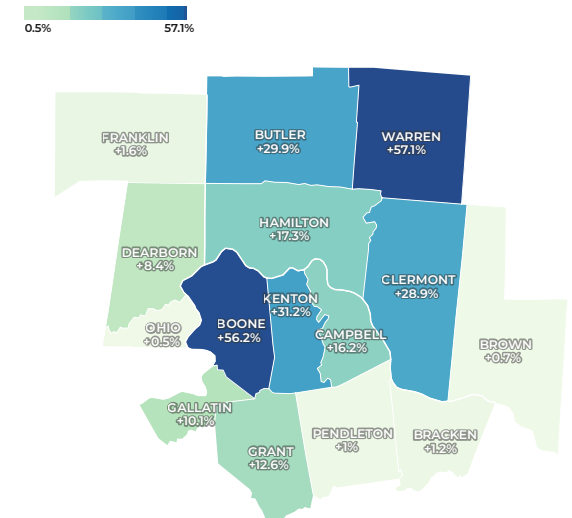 0.5% 57.1%
FRANKLIN
+1.6%
BUTLER
+29.9%
WARREN
+57.1%
HAMILTON
+17.3%
DEARBORN
+8.4%
CLERMONT
+28.9%
KENTON
+31.2%
BOONE
+56.2%
OHIO
+0.5%
CAMPBELL
+16.2%
BROWN
+0.7%
GALLATIN
+10.1%
GRANT
+12.6%
PENDLETON
+1%
BRACKEN
+1.2%